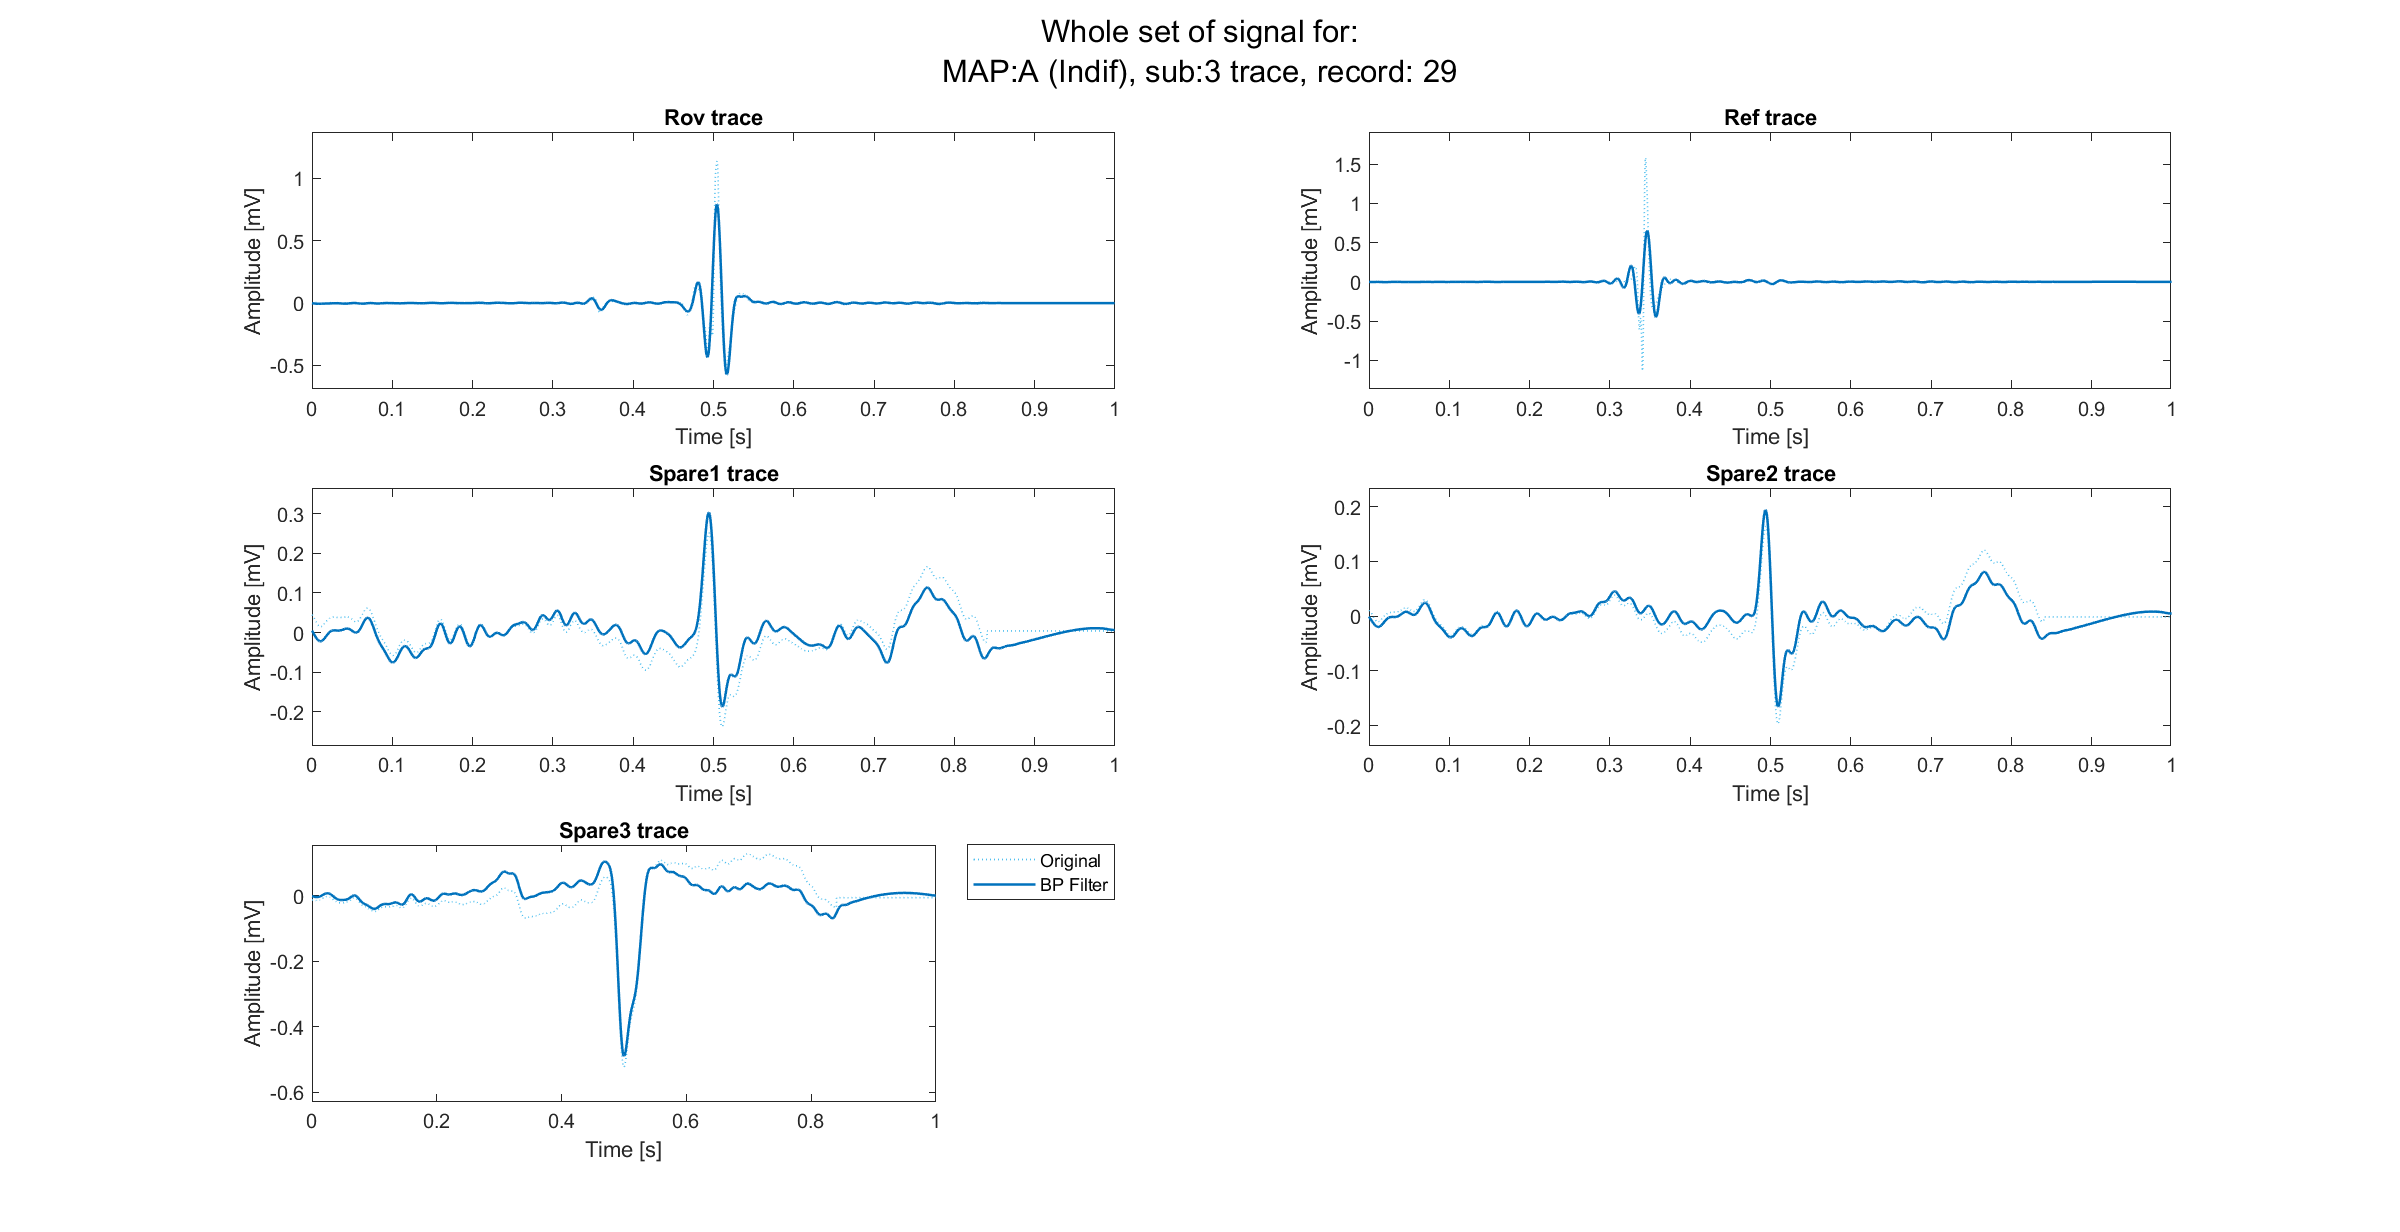 Whole set of signal for:
MAP:A (Indif), sub:3 trace, record: 29
Rov trace
Amplitude [mV]
1
0.5
0
-0.5
0 0.1 0.2 0.3 0.4 0.5 0.6 0.7 0.8 0.9 1
Time [s]
Ref trace
Amplitude [mV]
1.5
1
0.5
0
-0.5
-1
0 0.1 0.2 0.3 0.4 0.5 0.6 0.7 0.8 0.9 1
Time [s]
Spare1 trace
Amplitude [mV]
0.3
0.2
0.1
0
-0.1
-0.2
0 0.1 0.2 0.3 0.4 0.5 0.6 0.7 0.8 0.9 1
Time [s]
Spare2 trace
Amplitude [mV]
0.2
0.1
0
-0.1
-0.2
0 0.1 0.2 0.3 0.4 0.5 0.6 0.7 0.8 0.9 1
Time [s]
Spare3 trace
Amplitude [mV]
0
-0.2
-0.4
-0.6
0 0.2 0.4 0.6 0.8 1
Time [s]
Original
BP Filter